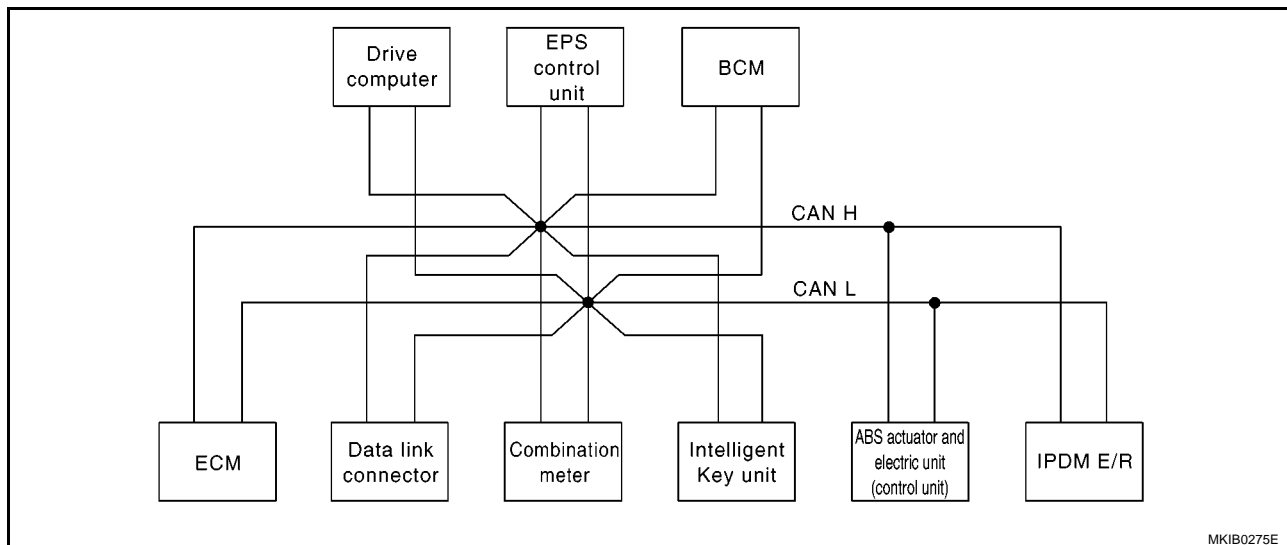 Drive
computer
EPS
control
unit
BCM
CAN H
CAN L
ECM
Data link
connector
Combination
meter
Intelligent
Key unit
ABS actuator and
electric unit
(control unit)
IPDM E/R
MKIB0275E